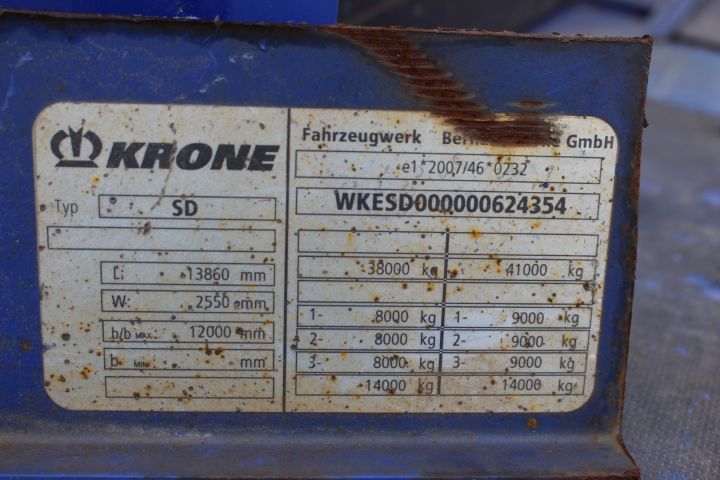 KRONE
Typ SD
L: 13860 mm
W: 2550 mm
b/b MAX. 12000 mm
b- MINI mm
Fahrzeugwerk GmbH
e1*2007/46*0232
WKESD000000624354
38000 kg 41000 kg
1- 8000 kg 1- 9000 kg
2- 8000 kg 2- 9000 kg
3- 8000 kg 3- 9000 kg
14000 kg 14000 kg